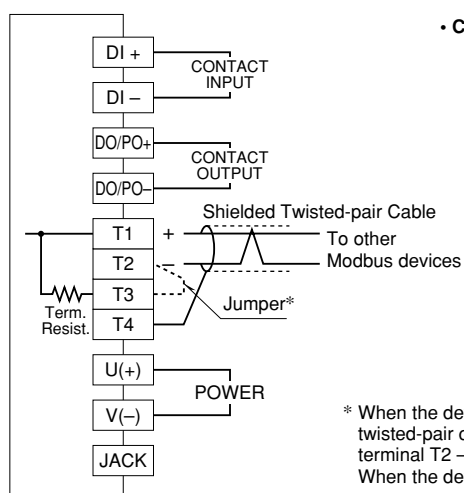 • C
DI +
CONTACT
INPUT
DI –
DO/PO+
CONTACT
OUTPUT
DO/PO–
Shielded Twisted-pair Cable
T1
+
To other
Modbus devices
T2
–
T3
Term.
Resist.
Jumper*
T4
U(+)
POWER
V(–)
JACK
* When the de
twisted-pair c
terminal T2 –
When the de